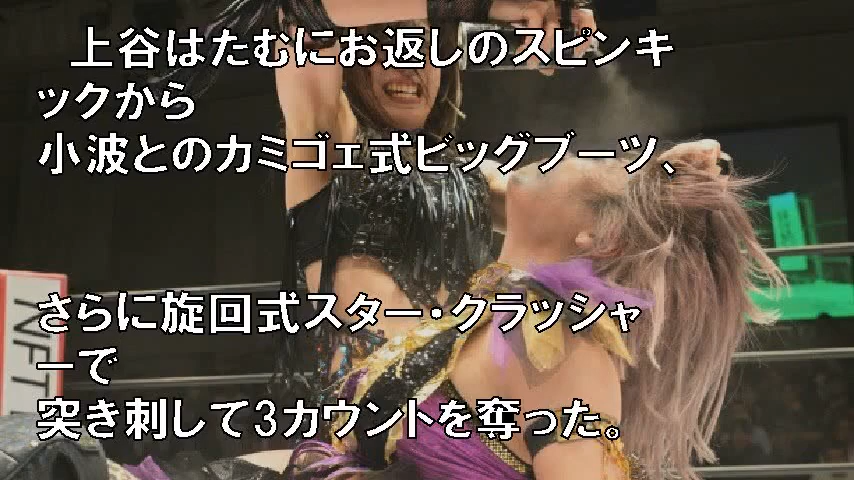 上谷はたむにお返しのスピンキ
ックから
小波とのカミゴェ式ビッグブーツ、
さらに旋回式スター・クラッシャ
ーで
突き刺して3カウントを奪った。
NFT